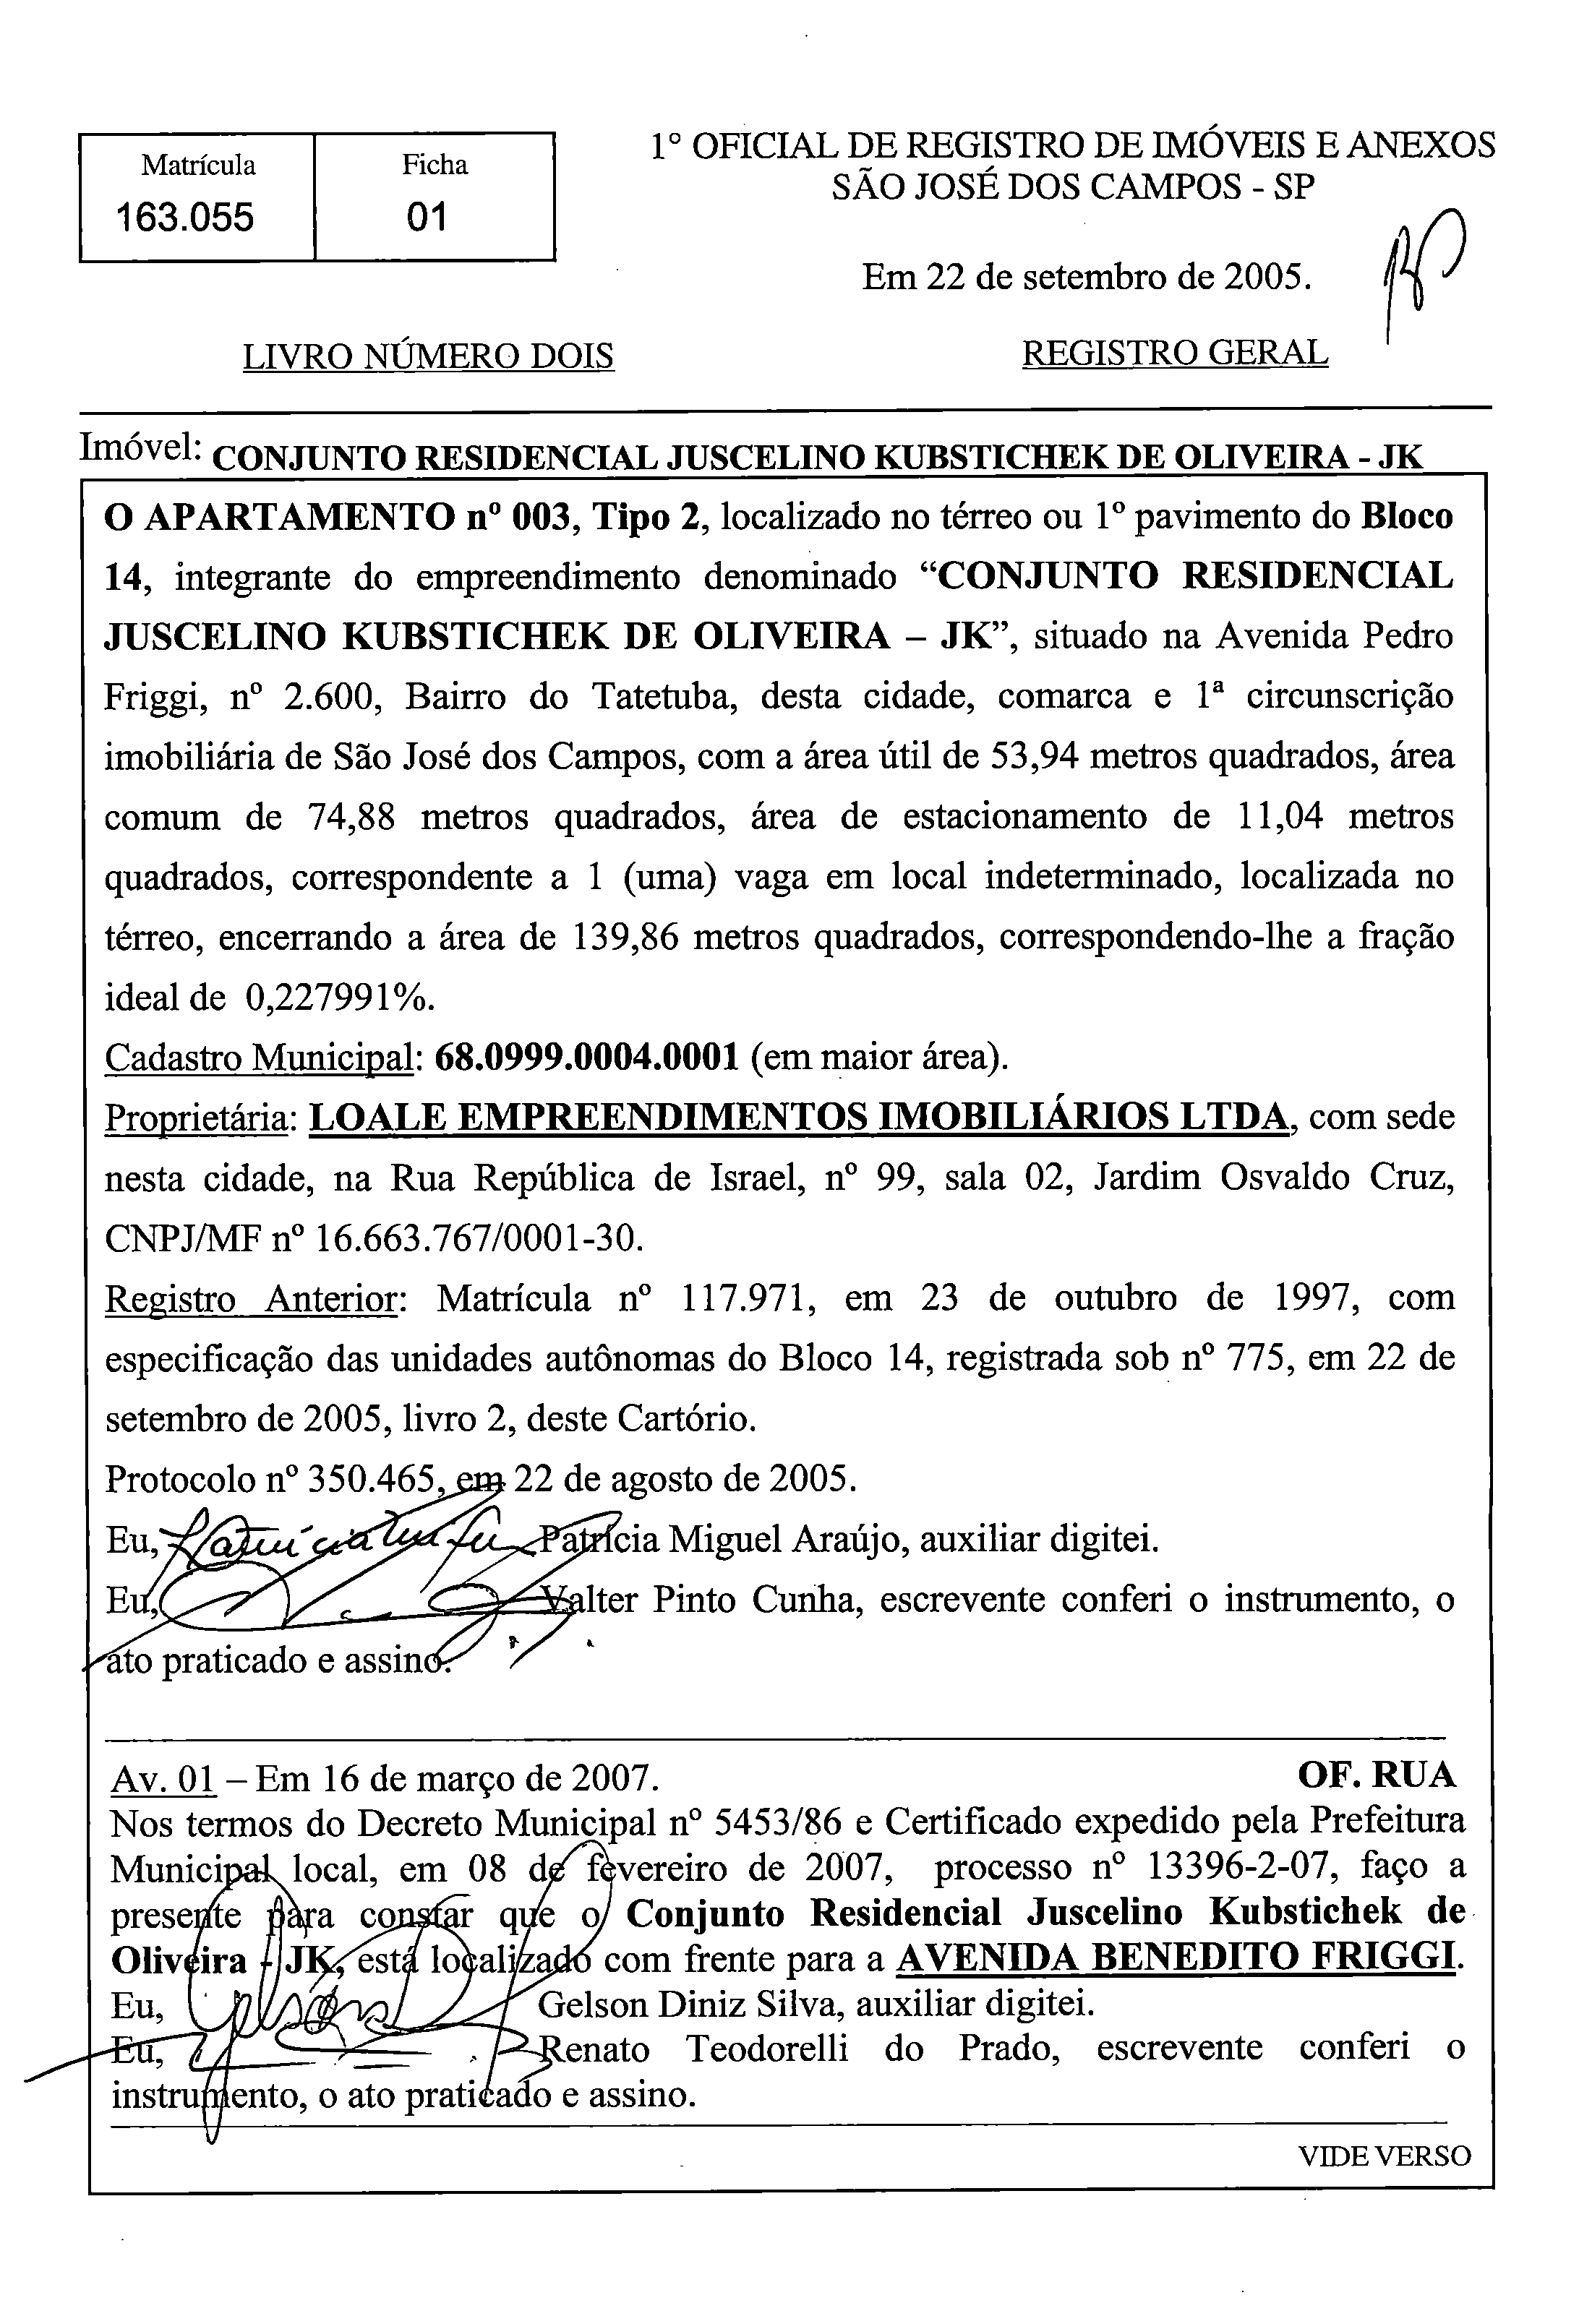 Matrícula
163.055
Ficha
01
1º OFICIAL DE REGISTRO DE IMÓVEIS E ANEXOS
SÃO JOSÉ DOS CAMPOS - SP
Em 22 de setembro de 2005.
LIVRO NÚMERO DOIS
REGISTRO GERAL
Imóvel: CONJUNTO RESIDENCIAL JUSCELINO KUBSTICHEK DE OLIVEIRA - JK
O APARTAMENTO nº 003, Tipo 2, localizado no térreo ou 1º pavimento do Bloco
14, integrante do empreendimento denominado “CONJUNTO RESIDENCIAL
JUSCELINO KUBSTICHEK DE OLIVEIRA – JK”, situado na Avenida Pedro
Friggi, nº 2.600, Bairro do Tatetuba, desta cidade, comarca e 1ª circunscrição
imobiliária de São José dos Campos, com a área útil de 53,94 metros quadrados, área
comum de 74,88 metros quadrados, área de estacionamento de 11,04 metros
quadrados, correspondente a 1 (uma) vaga em local indeterminado, localizada no
térreo, encerrando a área de 139,86 metros quadrados, correspondendo-lhe a fração
ideal de 0,227991%.
Cadastro Municipal: 68.0999.0004.0001 (em maior área).
Proprietária: LOALE EMPREENDIMENTOS IMOBILIÁRIOS LTDA, com sede
nesta cidade, na Rua República de Israel, nº 99, sala 02, Jardim Osvaldo Cruz,
CNPJ/MF nº 16.663.767/0001-30.
Registro Anterior: Matrícula nº 117.971, em 23 de outubro de 1997, com
especificação das unidades autônomas do Bloco 14, registrada sob nº 775, em 22 de
setembro de 2005, livro 2, deste Cartório.
Protocolo nº 350.465, em 22 de agosto de 2005.
Eu, Patrícia Miguel Araújo, auxiliar digitei.
Eu, Valter Pinto Cunha, escrevente conferi o instrumento, o
ato praticado e assino.
Av. 01 – Em 16 de março de 2007. OF. RUA
Nos termos do Decreto Municipal nº 5453/86 e Certificado expedido pela Prefeitura
Municipal local, em 08 de fevereiro de 2007, processo nº 13396-2-07, faço a
presente para constar que o Conjunto Residencial Juscelino Kubstichek de
Oliveira - JK, está localizado com frente para a AVENIDA BENEDITO FRIGGI.
Eu, Gelson Diniz Silva, auxiliar digitei.
Eu, Renato Teodorelli do Prado, escrevente conferi o
instrumento, o ato praticado e assino.
VIDE VERSO